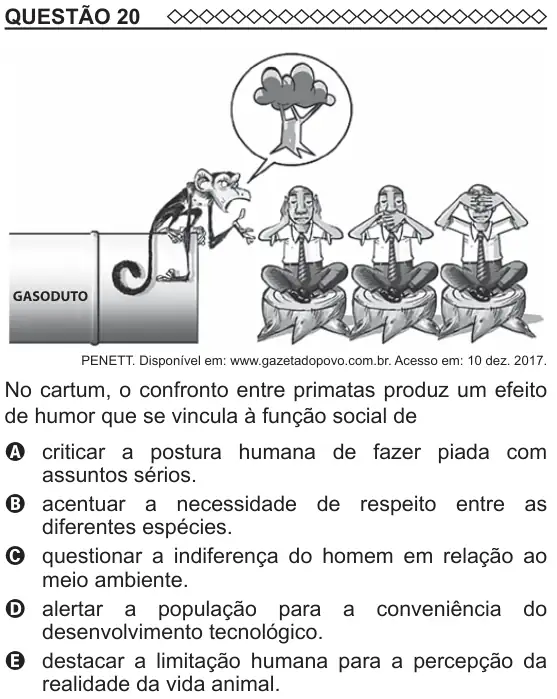 QUESTÃO 20
GASODUTO
PENETT. Disponível em: www.gazetadopovo.com.br. Acesso em: 10 dez. 2017.
No cartum, o confronto entre primatas produz um efeito
de humor que se vincula à função social de
A criticar a postura humana de fazer piada com
assuntos sérios.
B acentuar a necessidade de respeito entre as
diferentes espécies.
C questionar a indiferença do homem em relação ao
meio ambiente.
D alertar a população para a conveniência do
desenvolvimento tecnológico.
E destacar a limitação humana para a percepção da
realidade da vida animal.